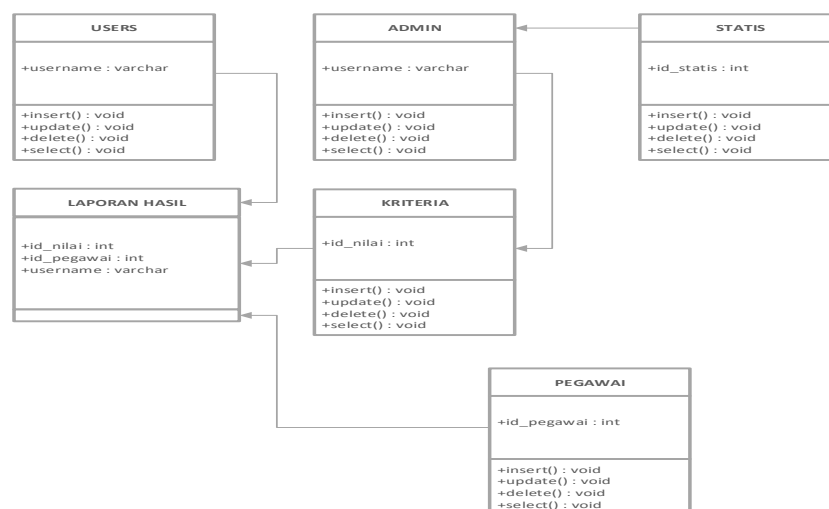 USERS
+username : varchar
+insert() : void
+update() : void
+delete() : void
+select() : void
ADMIN
+username : varchar
+insert() : void
+update() : void
+delete() : void
+select() : void
STATIS
+id_statis : int
+insert() : void
+update() : void
+delete() : void
+select() : void
LAPORAN HASIL
+id_nilai : int
+id_pegawai : int
+username : varchar
KRITERIA
+id_nilai : int
+insert() : void
+update() : void
+delete() : void
+select() : void
PEGAWAI
+id_pegawai : int
+insert() : void
+update() : void
+delete() : void
+select() : void